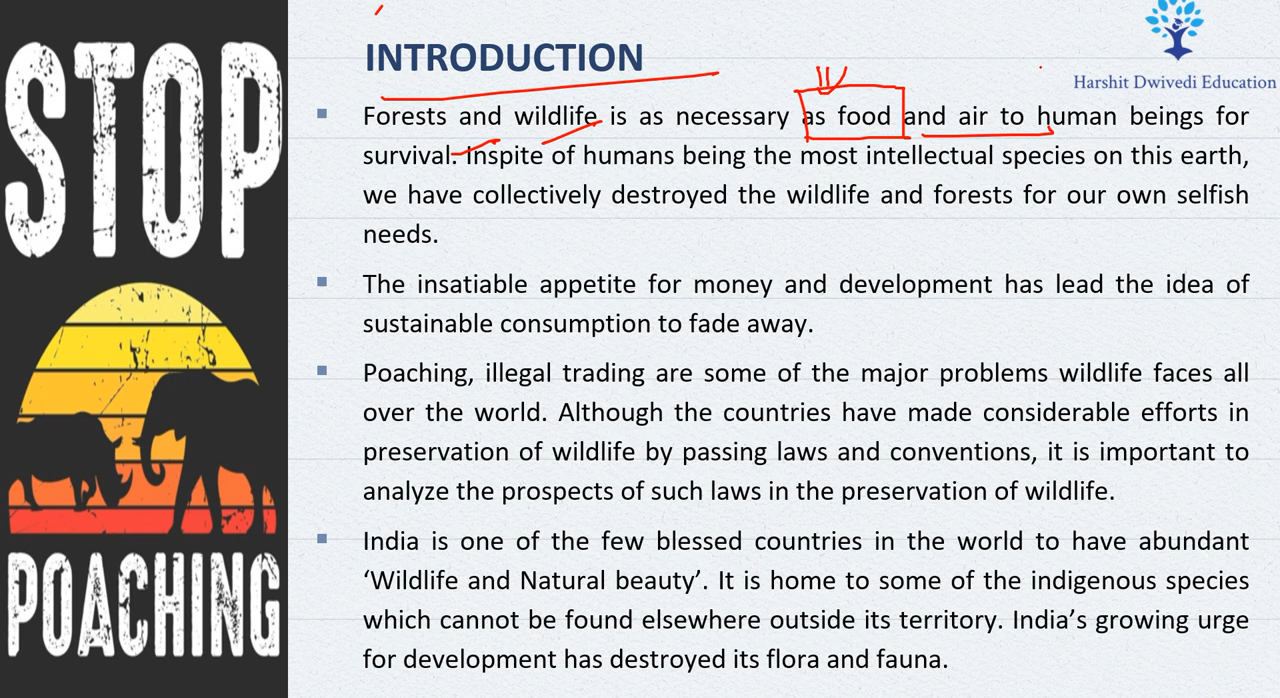 STOP
POACHING
Harshit Dwivedi Education
INTRODUCTION
▪ Forests and wildlife is as necessary as food and air to human beings for
survival. Inspite of humans being the most intellectual species on this earth,
we have collectively destroyed the wildlife and forests for our own selfish
needs.
▪ The insatiable appetite for money and development has lead the idea of
sustainable consumption to fade away.
▪ Poaching, illegal trading are some of the major problems wildlife faces all
over the world. Although the countries have made considerable efforts in
preservation of wildlife by passing laws and conventions, it is important to
analyze the prospects of such laws in the preservation of wildlife.
▪ India is one of the few blessed countries in the world to have abundant
‘Wildlife and Natural beauty’. It is home to some of the indigenous species
which cannot be found elsewhere outside its territory. India’s growing urge
for development has destroyed its flora and fauna.